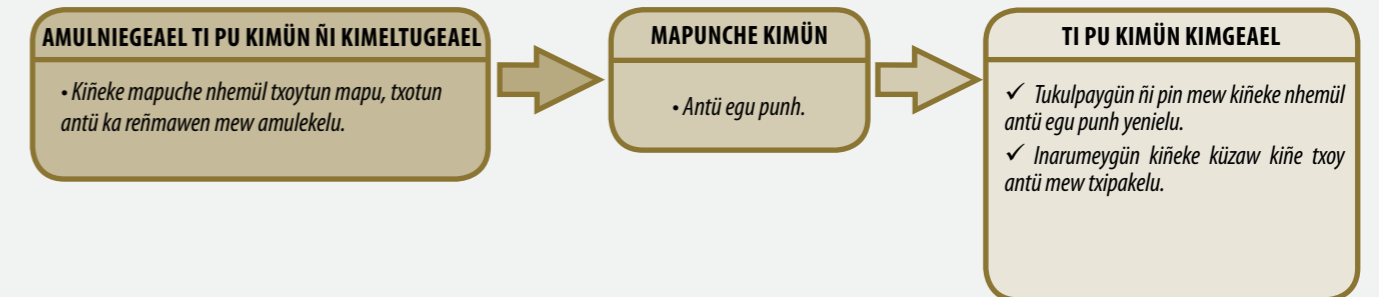 AMULNIEGEAEL TI PU KIMÜN ÑI KIMELTUGEAEL
• Kiñeke mapuche nhemül txoytun mapu, txotun
antü ka reñmawen mew amulekelu.
MAPUNCHE KIMÜN
• Antü egu punh.
TI PU KIMÜN KIMGEAEL
✓ Tukulpaygün ñi pin mew kiñeke nhemül
antü egu punh yenielu.
✓ Inarumeygün kiñeke küzaw kiñe txoy
antü mew txipakelu.